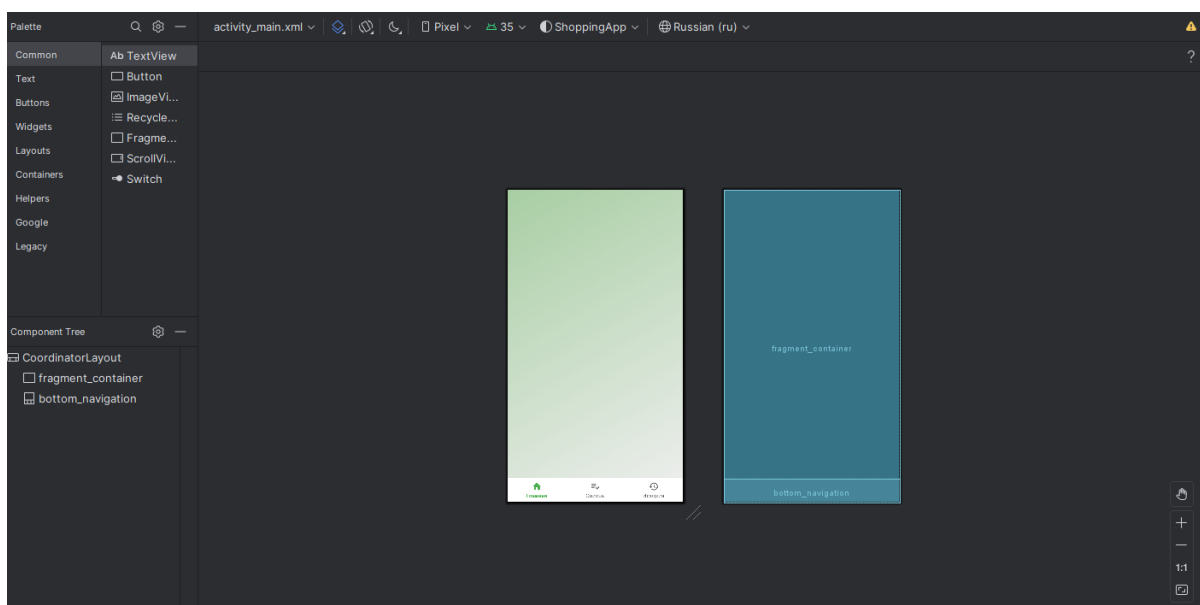 Palette
activity_main.xml
Pixel
35
ShoppingApp
Russian (ru)
Common
Text
Buttons
Widgets
Layouts
Containers
Helpers
Google
Legacy
Ab TextView
Button
ImageVi...
Recycle...
Fragme...
ScrollVi...
Switch
?
Component Tree
CoordinatorLayout
fragment_container
bottom_navigation
fragment_container
bottom_navigation
1:1